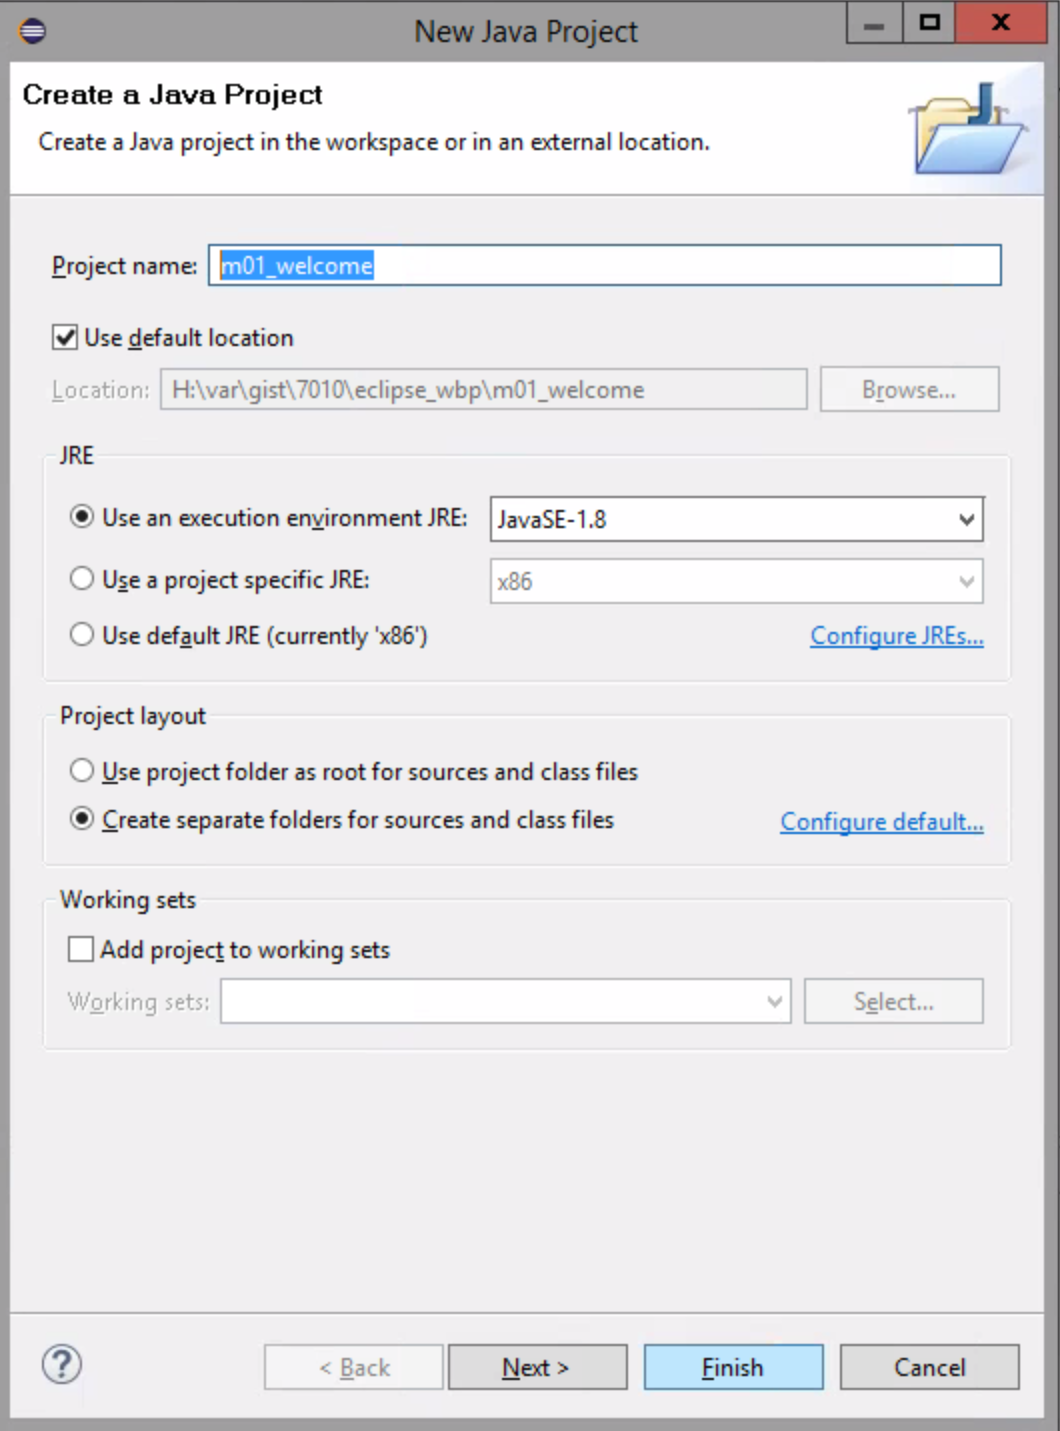 New Java Project
Create a Java Project
Create a Java project in the workspace or in an external location.
Project name: m01_welcome
Use default location
Location: H:\var\gist\7010\eclipse_wbp\m01_welcome Browse...
JRE
Use an execution environment JRE: JavaSE-1.8
Use a project specific JRE: x86
Use default JRE (currently 'x86') Configure JREs...
Project layout
Use project folder as root for sources and class files
Create separate folders for sources and class files Configure default...
Working sets
Add project to working sets
Working sets: Select...
? < Back Next > Finish Cancel